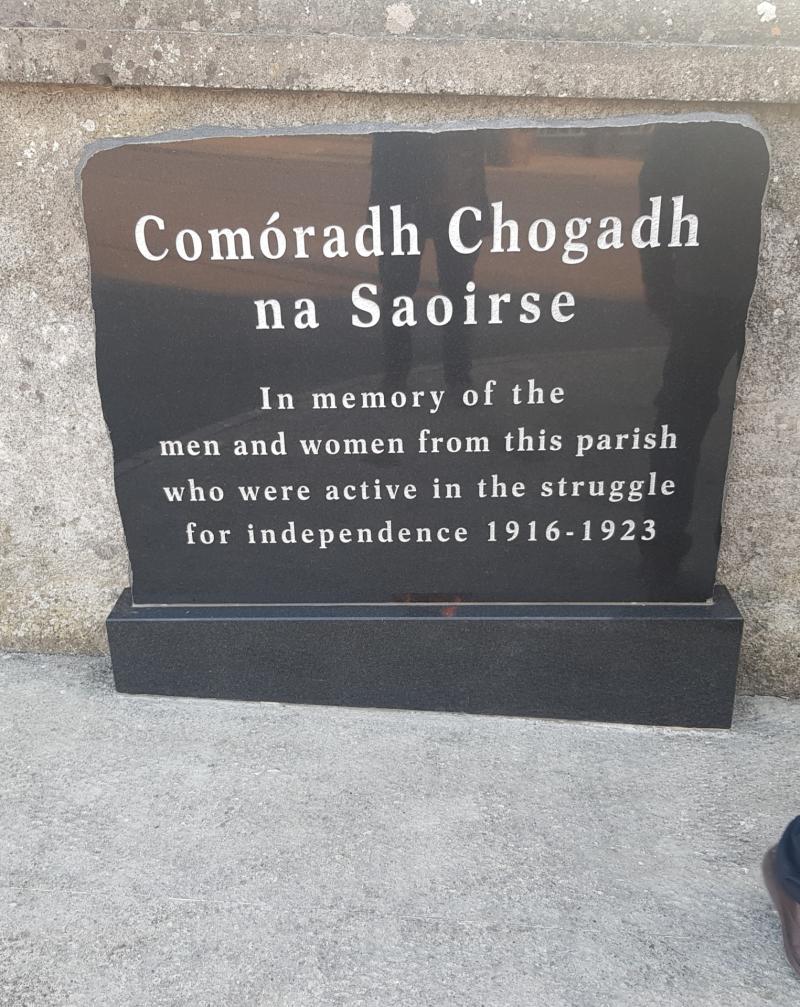 Comóradh Chogadh
na Saoirse
In memory of the
men and women from this parish
who were active in the struggle
for independence 1916-1923